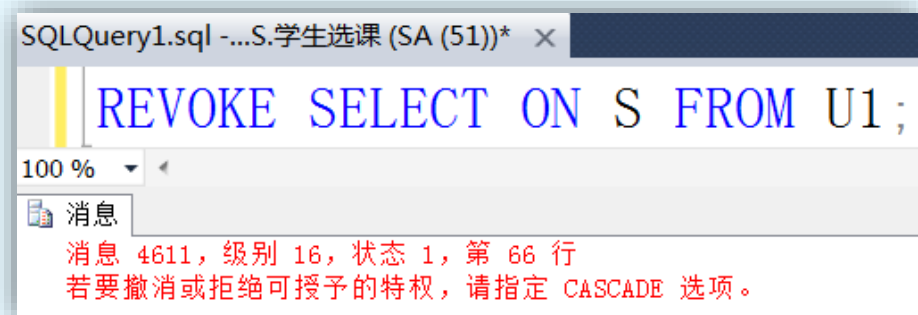 SQLQuery1.sql -...S.学生选课 (SA (51))* ×
REVOKE SELECT ON S FROM U1;
100 %
消息
消息 4611，级别 16，状态 1，第 66 行
若要撤消或拒绝可授予的特权，请指定 CASCADE 选项。